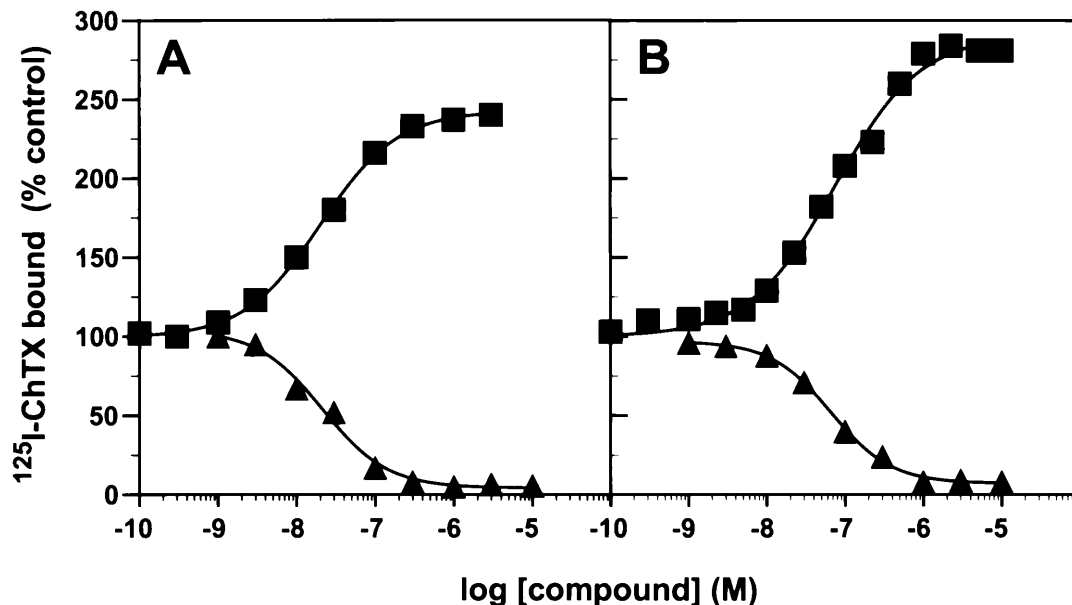 A B
300
250
200
150
100
50
0
¹²⁵I-ChTX bound (% control)
-10 -9 -8 -7 -6 -5 -10 -9 -8 -7 -6 -5
log [compound] (M)